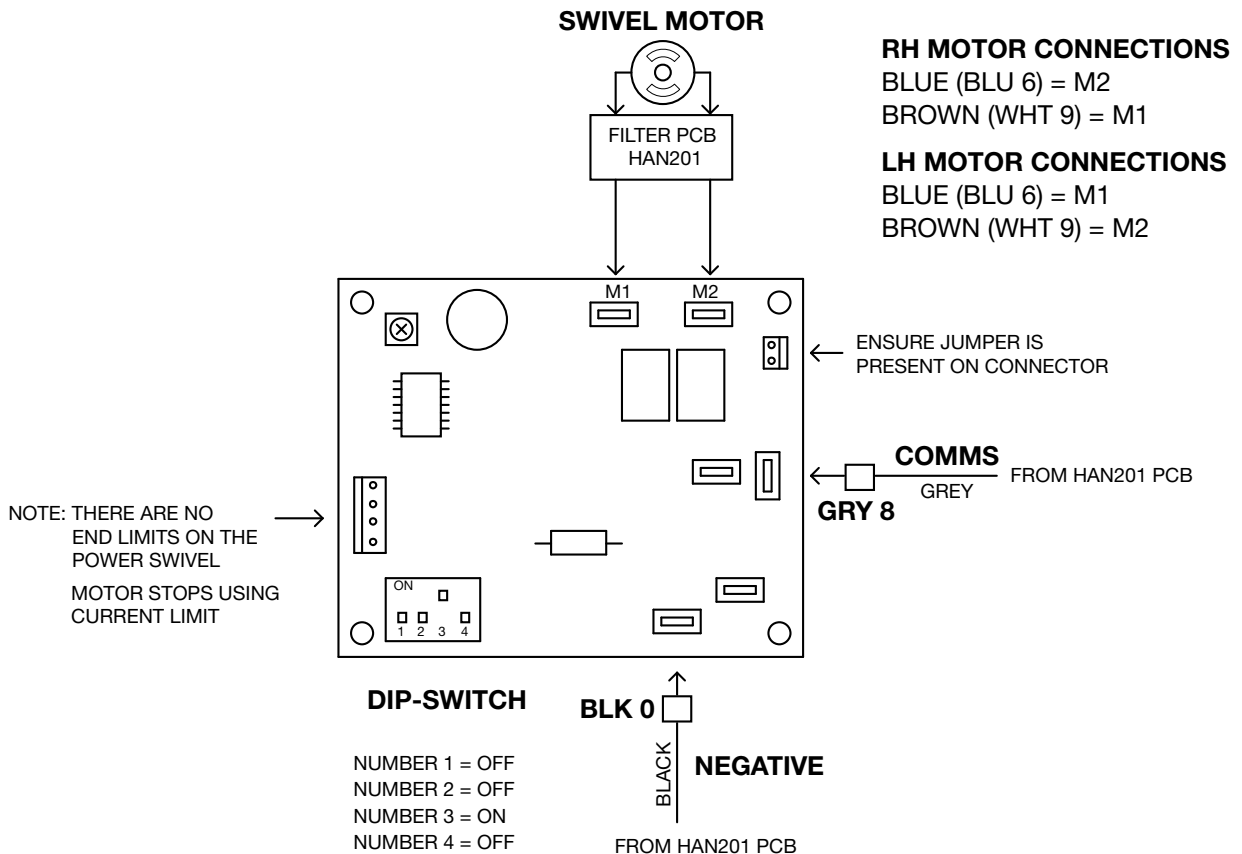 SWIVEL MOTOR
FILTER PCB
HAN201
RH MOTOR CONNECTIONS
BLUE (BLU 6) = M2
BROWN (WHT 9) = M1
LH MOTOR CONNECTIONS
BLUE (BLU 6) = M1
BROWN (WHT 9) = M2
M1 M2
ENSURE JUMPER IS
PRESENT ON CONNECTOR
COMMS
GREY
FROM HAN201 PCB
GRY 8
NOTE: THERE ARE NO
END LIMITS ON THE
POWER SWIVEL
MOTOR STOPS USING
CURRENT LIMIT
ON
1 2 3 4
DIP-SWITCH
NUMBER 1 = OFF
NUMBER 2 = OFF
NUMBER 3 = ON
NUMBER 4 = OFF
BLK 0
BLACK
NEGATIVE
FROM HAN201 PCB